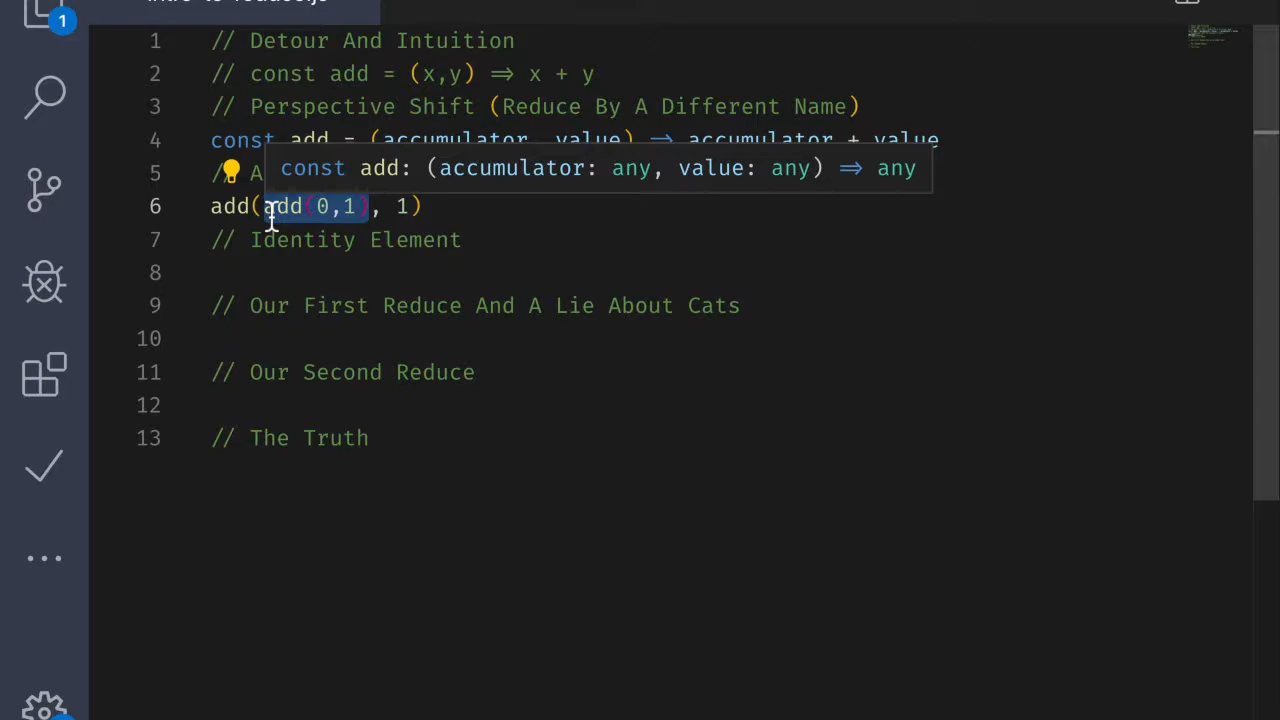 1
1 // Detour And Intuition
2 // const add = (x,y) => x + y
3 // Perspective Shift (Reduce By A Different Name)
4 const add = (accumulator, value) => accumulator + value
const add: (accumulator: any, value: any) => any
5 // A
6 add(add(0,1), 1)
7 // Identity Element
8
9 // Our First Reduce And A Lie About Cats
10
11 // Our Second Reduce
12
13 // The Truth